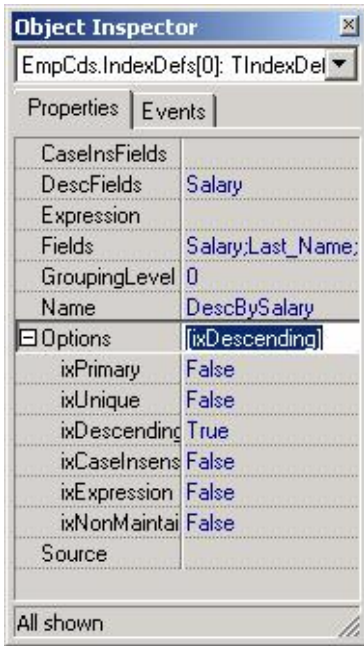 Object Inspector
EmpCds.IndexDefs[0]: TIndexDef
Properties Events
CaseInsFields
DescFields Salary
Expression
Fields Salary;Last_Name;
GroupingLevel 0
Name DescBySalary
Options [ixDescending]
ixPrimary False
ixUnique False
ixDescending True
ixCaseInsens False
ixExpression False
ixNonMaintai False
Source
All shown